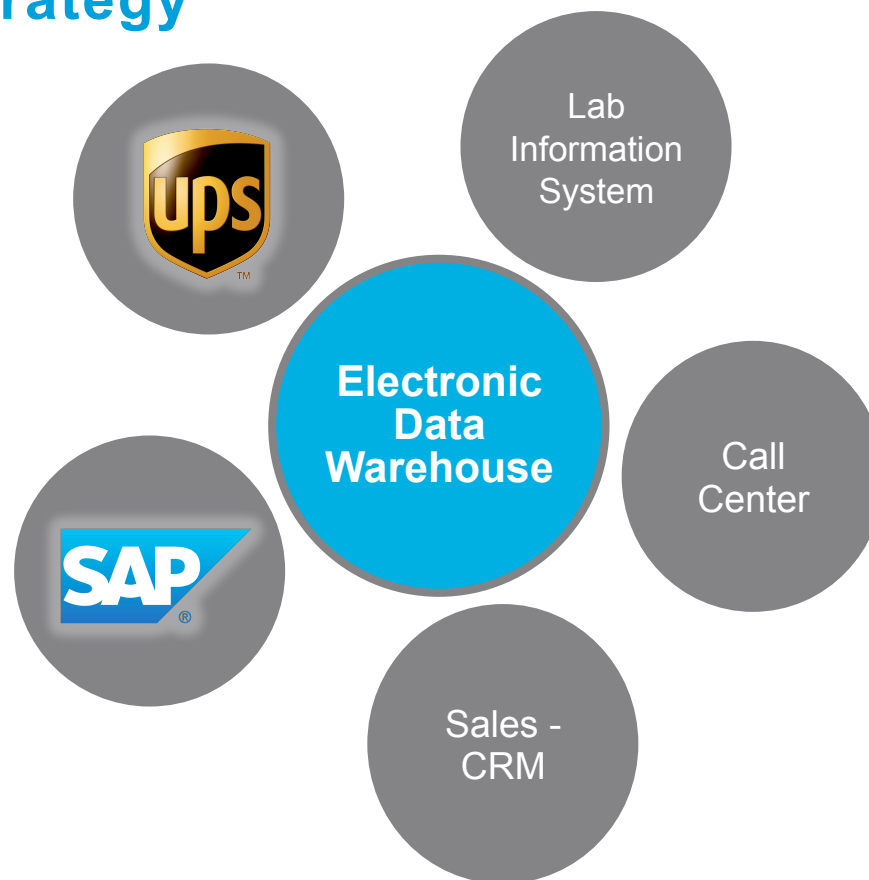 rategy
ups
TM
Lab
Information
System
Electronic
Data
Warehouse
Call
Center
SAP
®
Sales -
CRM